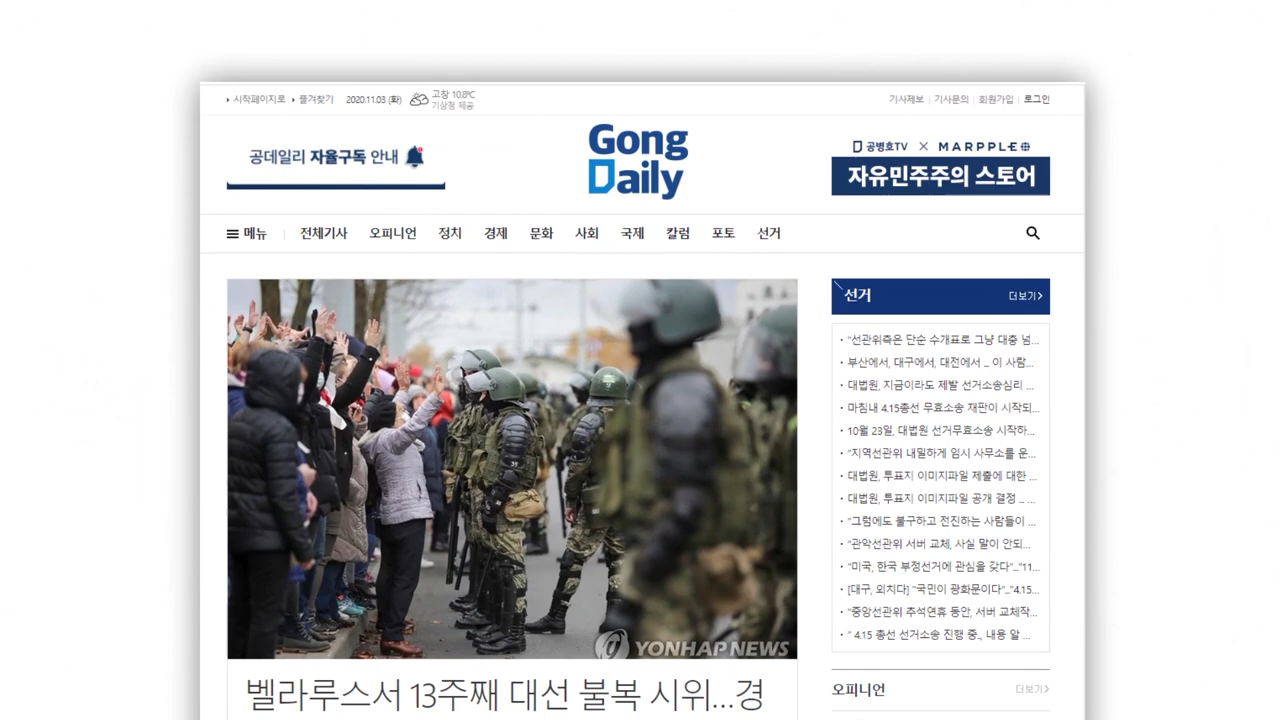 시작페이지로 즐겨찾기 2020.11.03 (화) 고창 10.8℃
기상청 제공
기사제보 | 기사문의 | 회원가입 | 로그인
공데일리 자율구독 안내
Gong
Daily
공병호TV × MARPPLE
자유민주주의 스토어
메뉴 전체기사 오피니언 정치 경제 문화 사회 국제 칼럼 포토 선거
YONHAP NEWS
벨라루스서 13주째 대선 불복 시위...경
선거 더보기
· "선관위측은 단순 수개표로 그냥 대충 넘...
· 부산에서, 대구에서, 대전에서 ... 이 사람...
· 대법원, 지금이라도 제발 선거소송심리 ...
· 마침내 4.15총선 무효소송 재판이 시작되...
· 10월 23일, 대법원 선거무효소송 시작하...
· "지역선관위 내밀하게 임시 사무소를 운...
· 대법원, 투표지 이미지파일 제출에 대한 ...
· 대법원, 투표지 이미지파일 공개 결정 ... ...
· "그럼에도 불구하고 전진하는 사람들이 ...
· "관악선관위 서버 교체, 사실 말이 안되...
· "미국, 한국 부정선거에 관심을 갖다"..."11...
· [대구, 외치다] "국민이 광화문이다"..."4.15...
· "중앙선관위 추석연휴 동안, 서버 교체작...
· " 4.15 총선 선거소송 진행 중., 내용 알 ...
오피니언 더보기